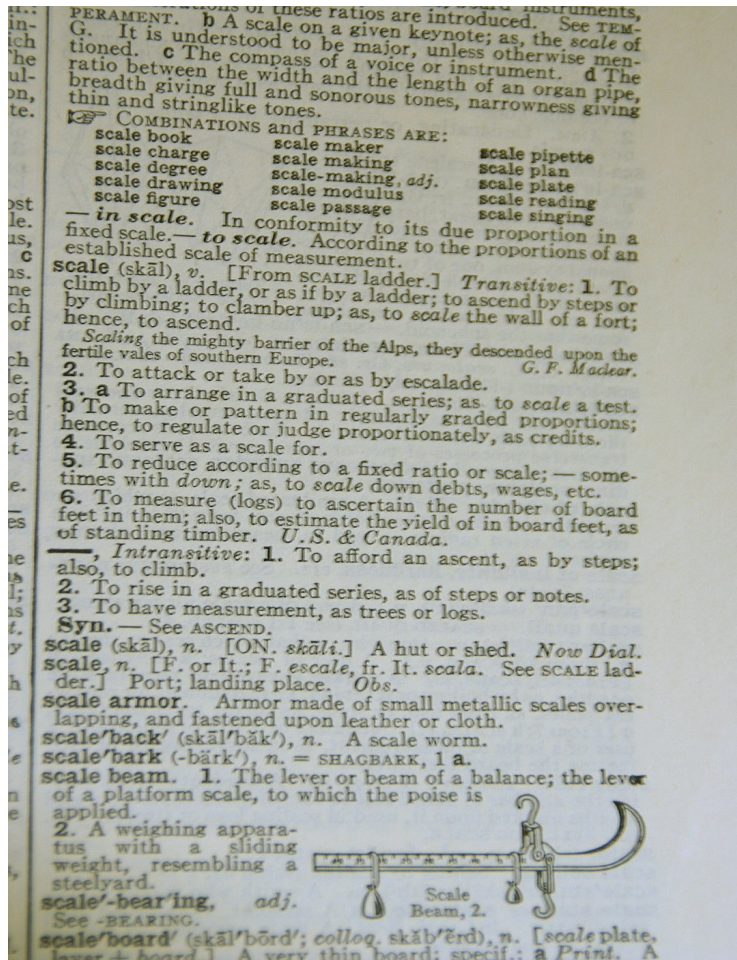 of these ratios are introduced. See TEM-
PERAMENT. b A scale on a given keynote; as, the scale of
G. It is understood to be major, unless otherwise men-
tioned. c The compass of a voice or instrument. d The
ratio between the width and the length of an organ pipe,
breadth giving full and sonorous tones, narrowness giving
thin and stringlike tones.
☞ COMBINATIONS and PHRASES ARE:
scale book scale maker scale pipette
scale charge scale making scale plan
scale degree scale-making, adj. scale plate
scale drawing scale modulus scale reading
scale figure scale passage scale singing
— in scale. In conformity to its due proportion in a
fixed scale.— to scale. According to the proportions of an
established scale of measurement.
scale (skāl), v. [From SCALE ladder.] Transitive: 1. To
climb by a ladder, or as if by a ladder; to ascend by steps or
by climbing; to clamber up; as, to scale the wall of a fort;
hence, to ascend.
Scaling the mighty barrier of the Alps, they descended upon the
fertile vales of southern Europe. G. F. Maclear.
2. To attack or take by or as by escalade.
3. a To arrange in a graduated series; as to scale a test.
b To make or pattern in regularly graded proportions;
hence, to regulate or judge proportionately, as credits.
4. To serve as a scale for.
5. To reduce according to a fixed ratio or scale; — some-
times with down; as, to scale down debts, wages, etc.
6. To measure (logs) to ascertain the number of board
feet in them; also, to estimate the yield of in board feet, as
of standing timber. U. S. & Canada.
——, Intransitive: 1. To afford an ascent, as by steps;
also, to climb.
2. To rise in a graduated series, as of steps or notes.
3. To have measurement, as trees or logs.
Syn. — See ASCEND.
scale (skāl), n. [ON. skāli.] A hut or shed. Now Dial.
scale, n. [F. or It.; F. escale, fr. It. scala. See SCALE lad-
der.] Port; landing place. Obs.
scale armor. Armor made of small metallic scales over-
lapping, and fastened upon leather or cloth.
scale′back′ (skāl′băk′), n. A scale worm.
scale′bark (-bärk′), n. = SHAGBARK, 1 a.
scale beam. 1. The lever or beam of a balance; the lever
of a platform scale, to which the poise is
applied.
2. A weighing appara-
tus with a sliding
weight, resembling a
steelyard.
Scale
Beam, 2.
scale′-bear′ing, adj.
See -BEARING.
scale′board′ (skāl′bōrd′; colloq. skăb′ẽrd), n. [scale plate,
layer + board.] A very thin board; specif.: a Print. A